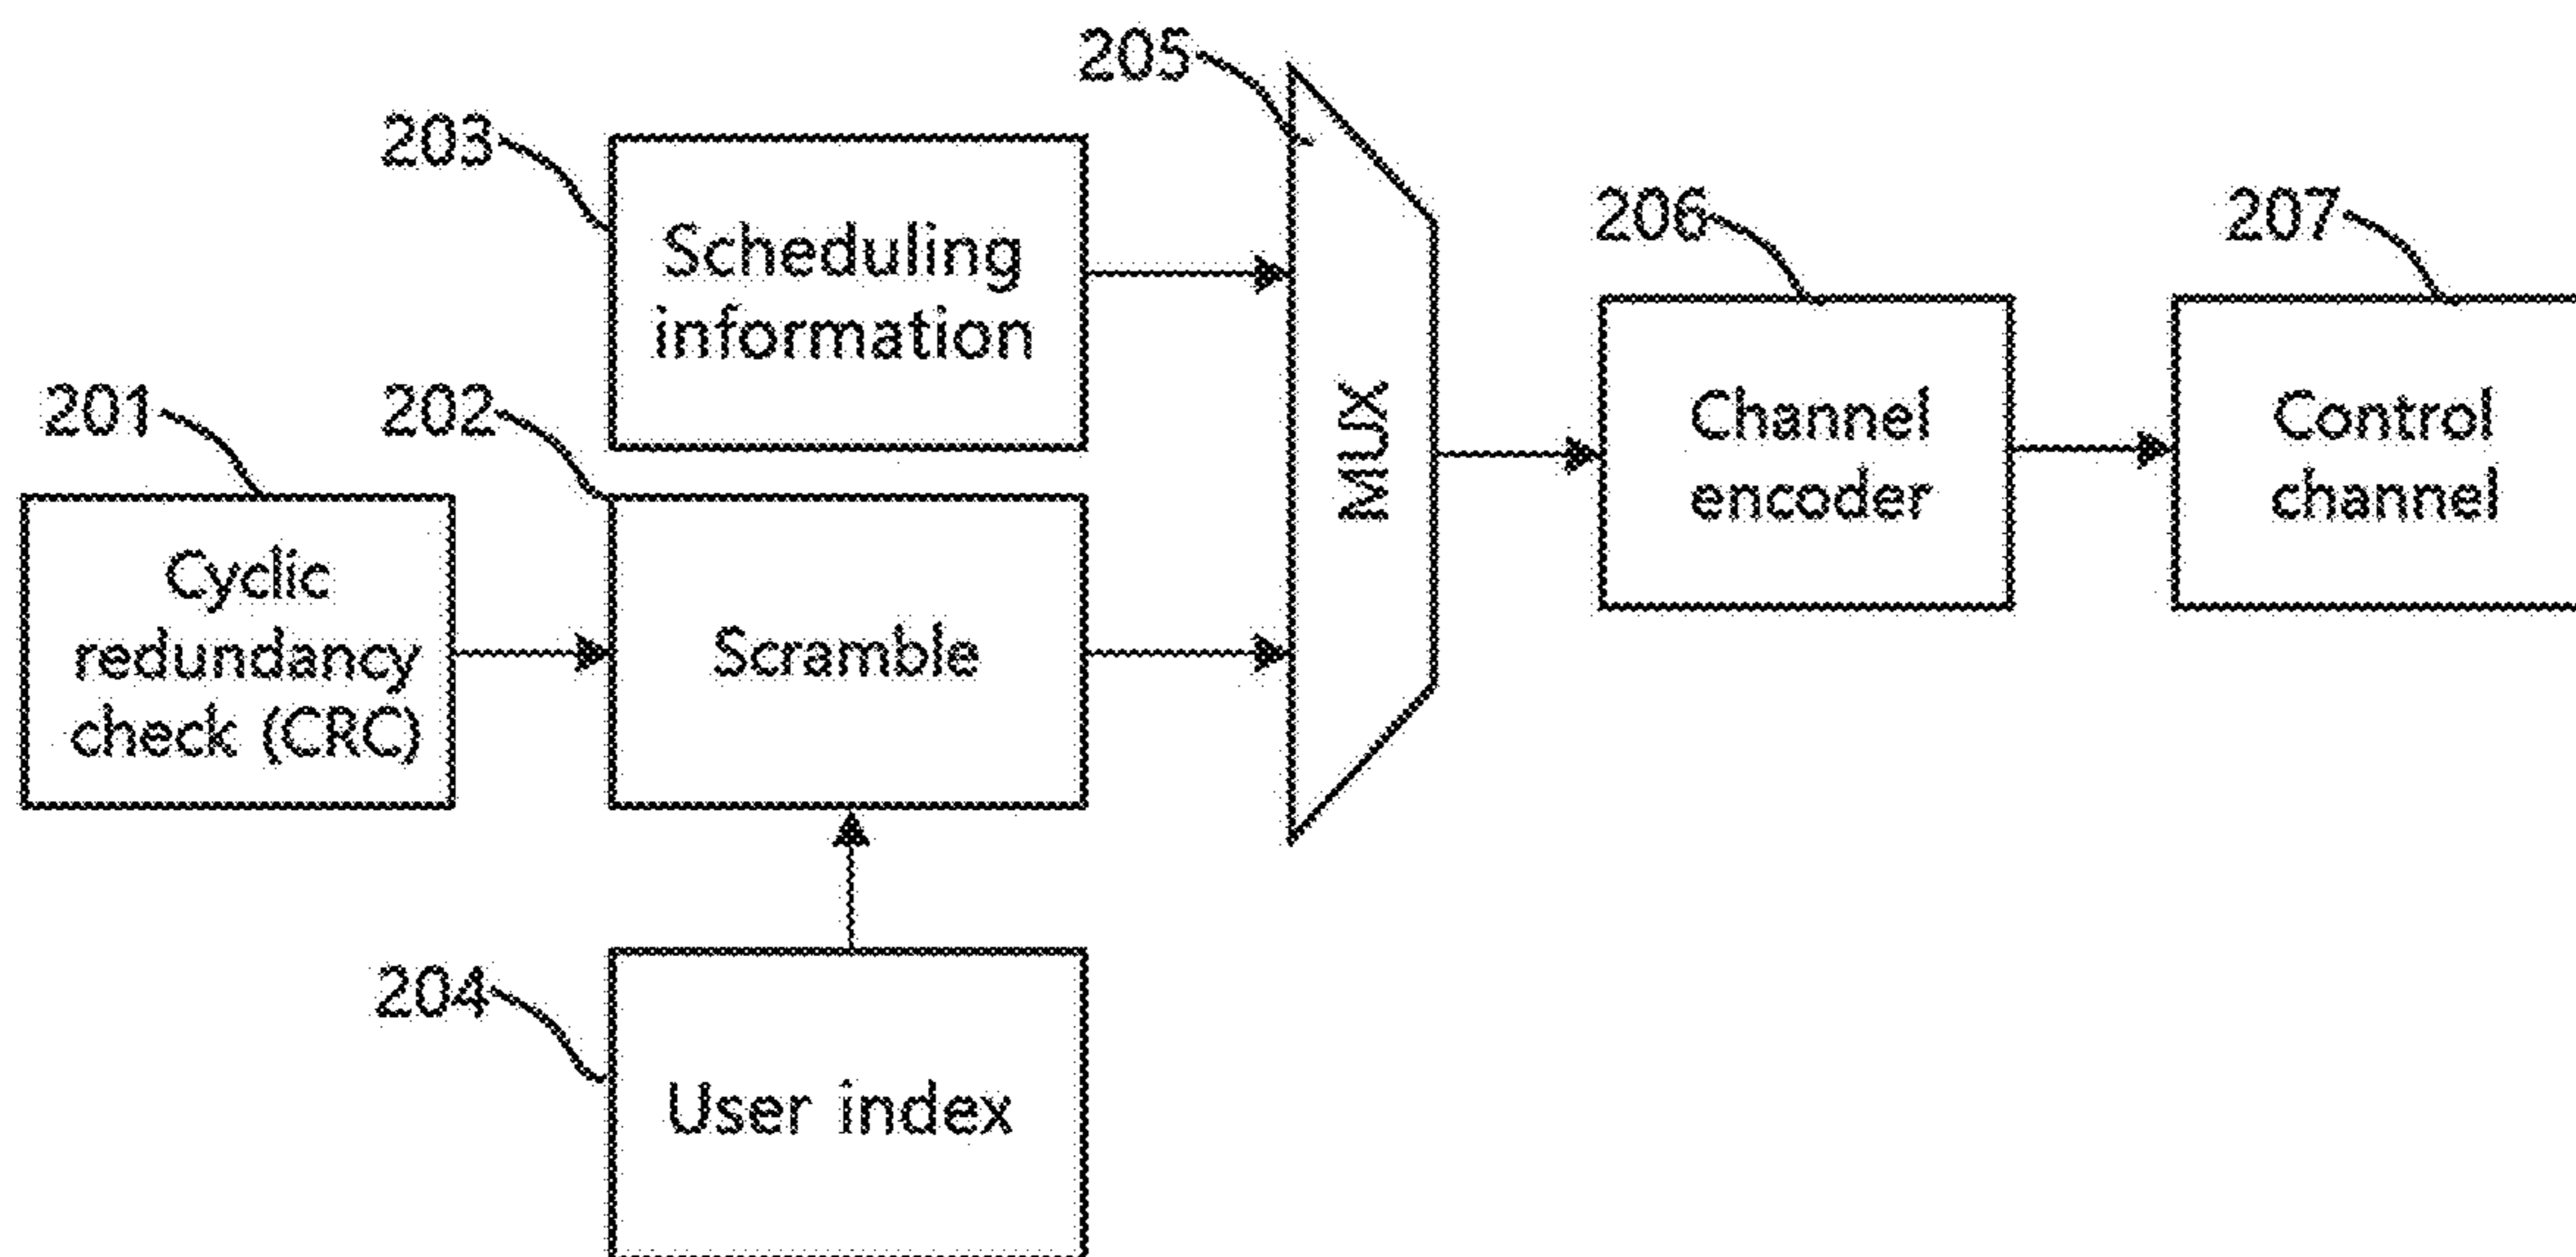 205
203
Scheduling
information
206
207
201
202
MUX
Channel
encoder
Control
channel
Cyclic
redundancy
check (CRC)
Scramble
204
User index